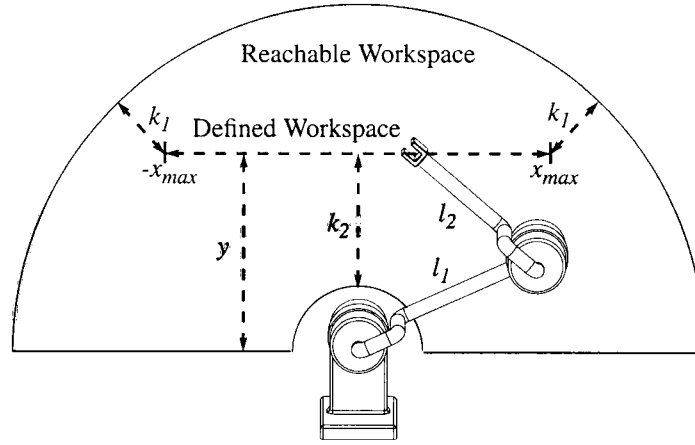 Reachable Workspace
k1
k1
Defined Workspace
-xmax
xmax
y
k2
l2
l1